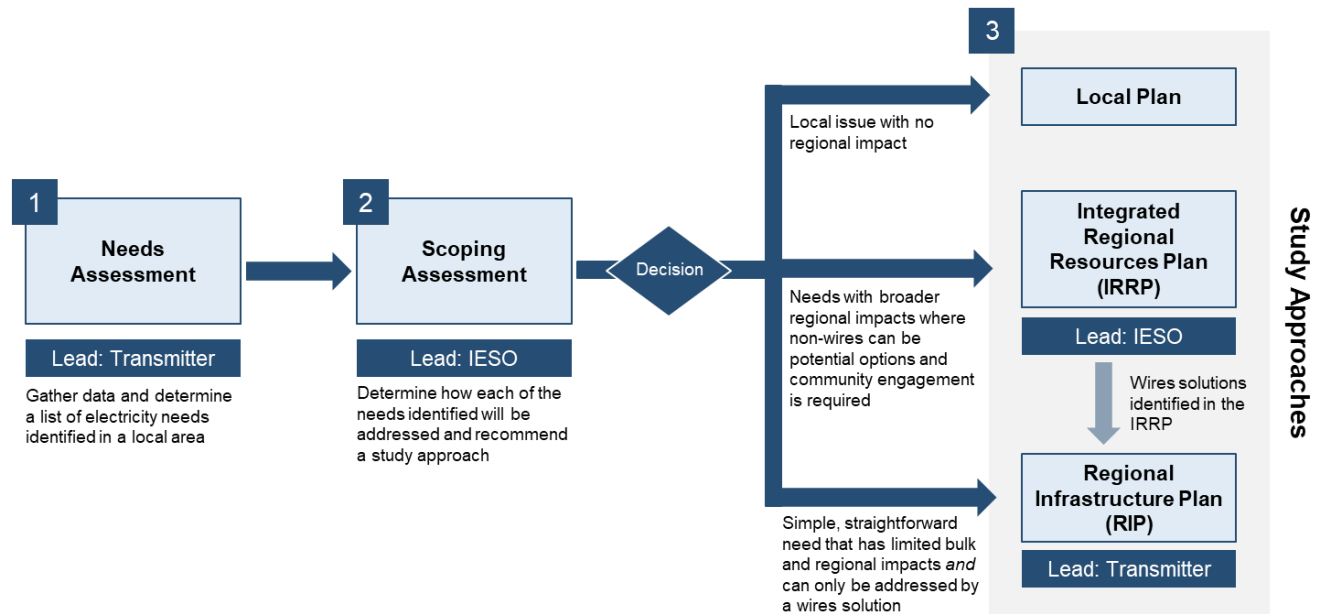 1
Needs
Assessment
Lead: Transmitter
Gather data and determine
a list of electricity needs
identified in a local area
2
Scoping
Assessment
Lead: IESO
Determine how each of the
needs identified will be
addressed and recommend
a study approach
Decision
Local issue with no
regional impact
Needs with broader
regional impacts where
non-wires can be
potential options and
community engagement
is required
Simple, straightforward
need that has limited bulk
and regional impacts and
can only be addressed by
a wires solution
3
Local Plan
Integrated
Regional
Resources Plan
(IRRP)
Lead: IESO
Wires solutions
identified in the
IRRP
Regional
Infrastructure Plan
(RIP)
Lead: Transmitter
Study Approaches